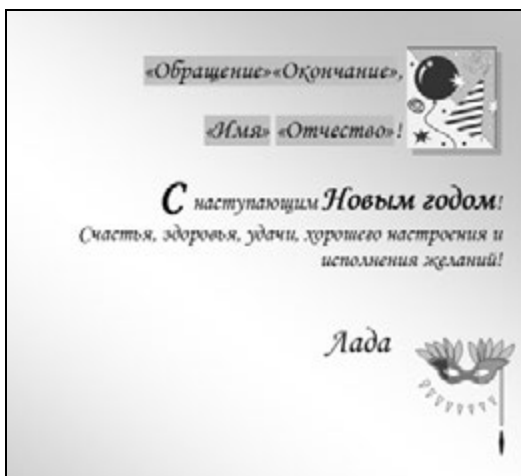 «Обращение»«Окончание»,
«Имя» «Отчество»!
С наступающим Новым годом!
Счастья, здоровья, удачи, хорошего настроения и
исполнения желаний!
Лада